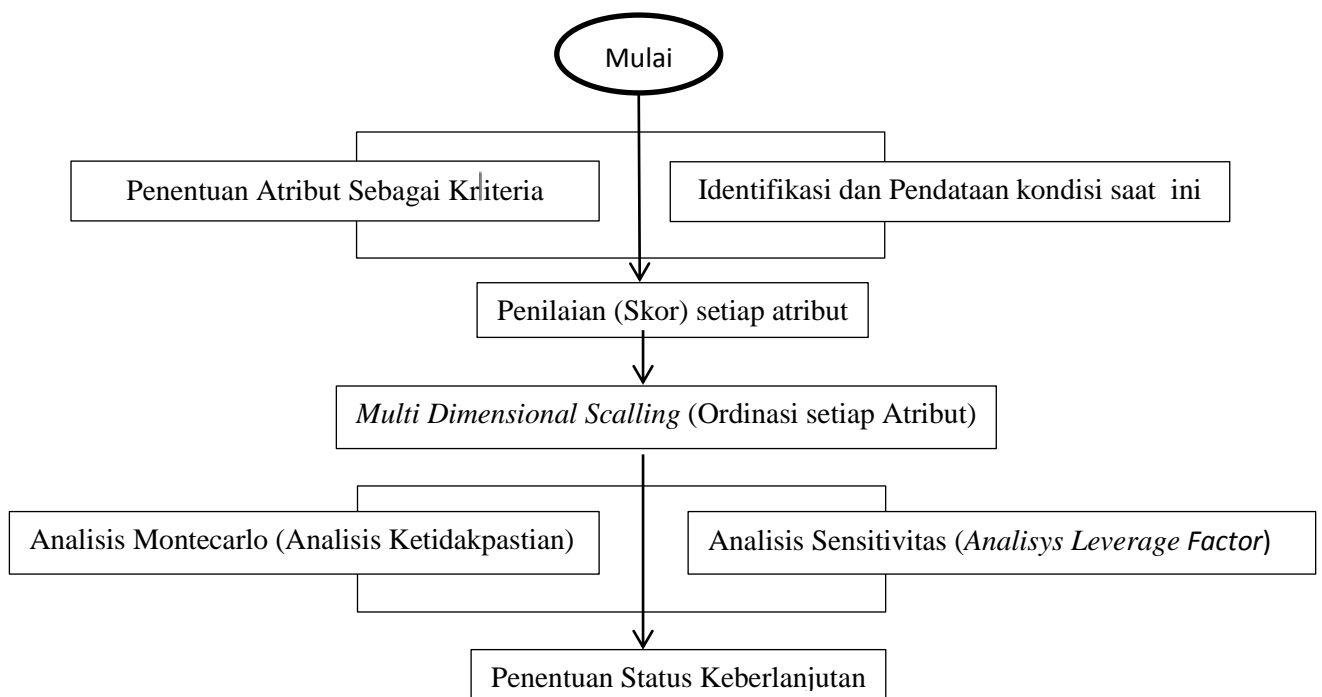 Mulai
Penentuan Atribut Sebagai Kriteria
Identifikasi dan Pendataan kondisi saat ini
Penilaian (Skor) setiap atribut
Multi Dimensional Scalling (Ordinasi setiap Atribut)
Analisis Montecarlo (Analisis Ketidakpastian)
Analisis Sensitivitas (Analisys Leverage Factor)
Penentuan Status Keberlanjutan